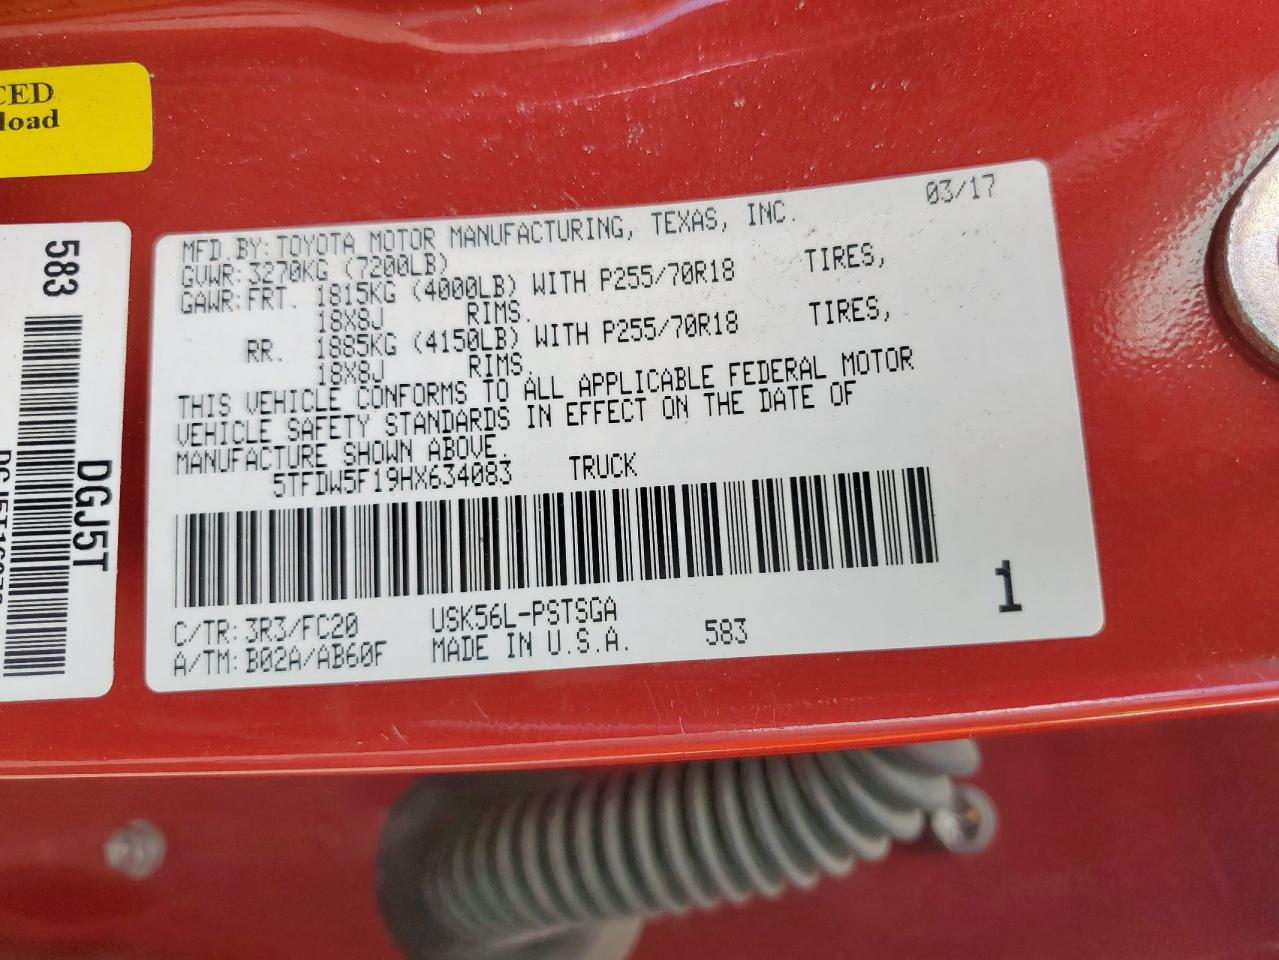 CED
load
583
DGJ5T
MFD.BY:TOYOTA MOTOR MANUFACTURING, TEXAS, INC. 03/17
GVWR:3270KG (7200LB)
GAWR:FRT. 1815KG (4000LB) WITH P255/70R18 TIRES,
18X8J RIMS.
RR. 1885KG (4150LB) WITH P255/70R18 TIRES,
18X8J RIMS
THIS VEHICLE CONFORMS TO ALL APPLICABLE FEDERAL MOTOR
VEHICLE SAFETY STANDARDS IN EFFECT ON THE DATE OF
MANUFACTURE SHOWN ABOVE.
5TFDW5F19HX634083 TRUCK
C/TR:3R3/FC20 USK56L-PSTSGA 1
A/TM:B02A/AB60F MADE IN U.S.A. 583